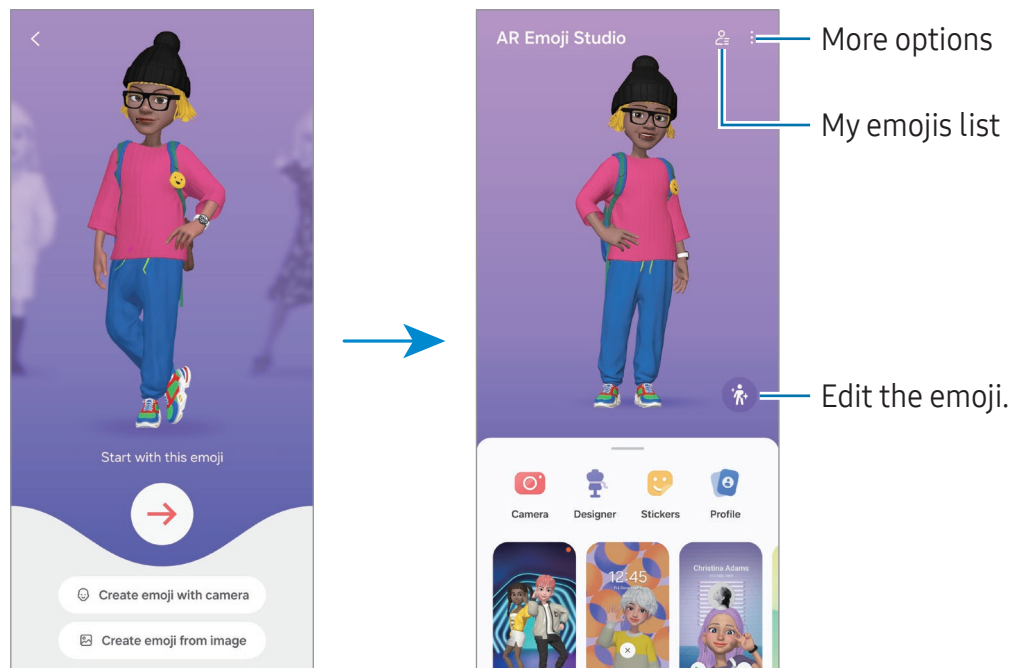 Start with this emoji
Create emoji with camera
Create emoji from image
AR Emoji Studio
More options
My emojis list
Edit the emoji.
Camera
Designer
Stickers
Profile
12:45
Christina Adams